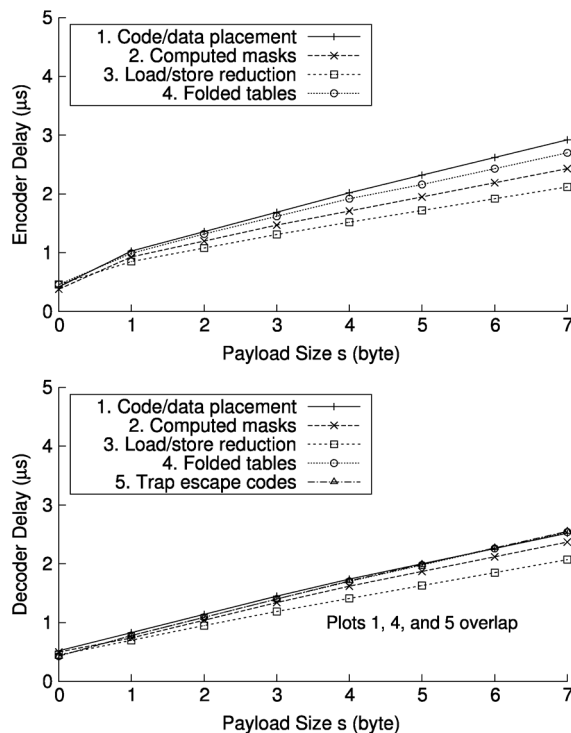 5
4
3
2
1
0
Encoder Delay (μs)
1. Code/data placement
2. Computed masks
3. Load/store reduction
4. Folded tables
0 1 2 3 4 5 6 7
Payload Size s (byte)
5
4
3
2
1
0
Decoder Delay (μs)
1. Code/data placement
2. Computed masks
3. Load/store reduction
4. Folded tables
5. Trap escape codes
Plots 1, 4, and 5 overlap
0 1 2 3 4 5 6 7
Payload Size s (byte)